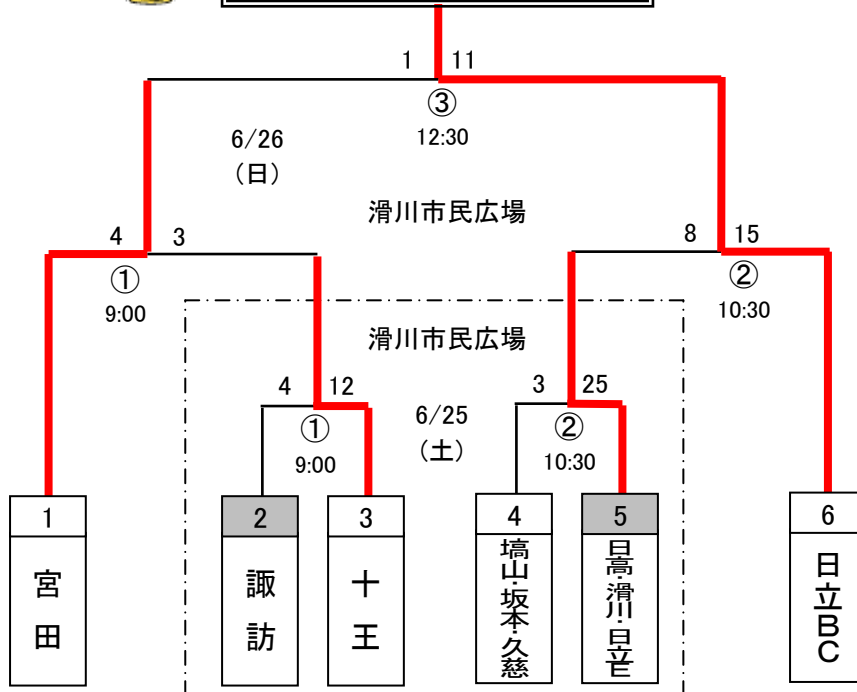 1 11
③
12:30
6/26
（日）
滑川市民広場
4 3
①
9:00
8 15
②
10:30
滑川市民広場
4 12
①
9:00
6/25
（土）
3 25
②
10:30
1
宮田
2
諏訪
3
十王
4
塙山・坂本・久慈
5
日高・滑川・日立
6
日立BC